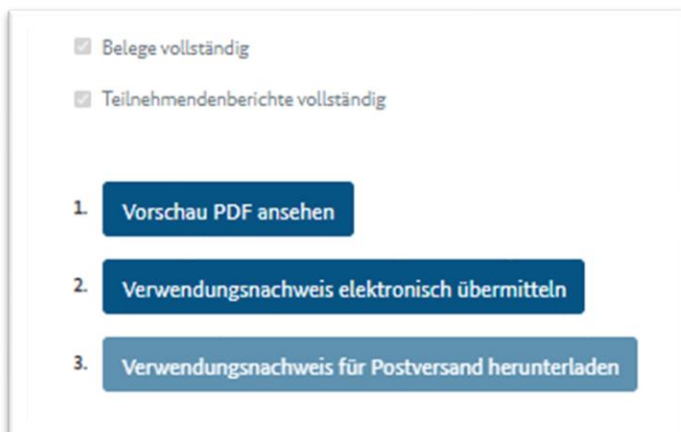 Belege vollständig
Teilnehmendenberichte vollständig
1. Vorschau PDF ansehen
2. Verwendungsnachweis elektronisch übermitteln
3. Verwendungsnachweis für Postversand herunterladen